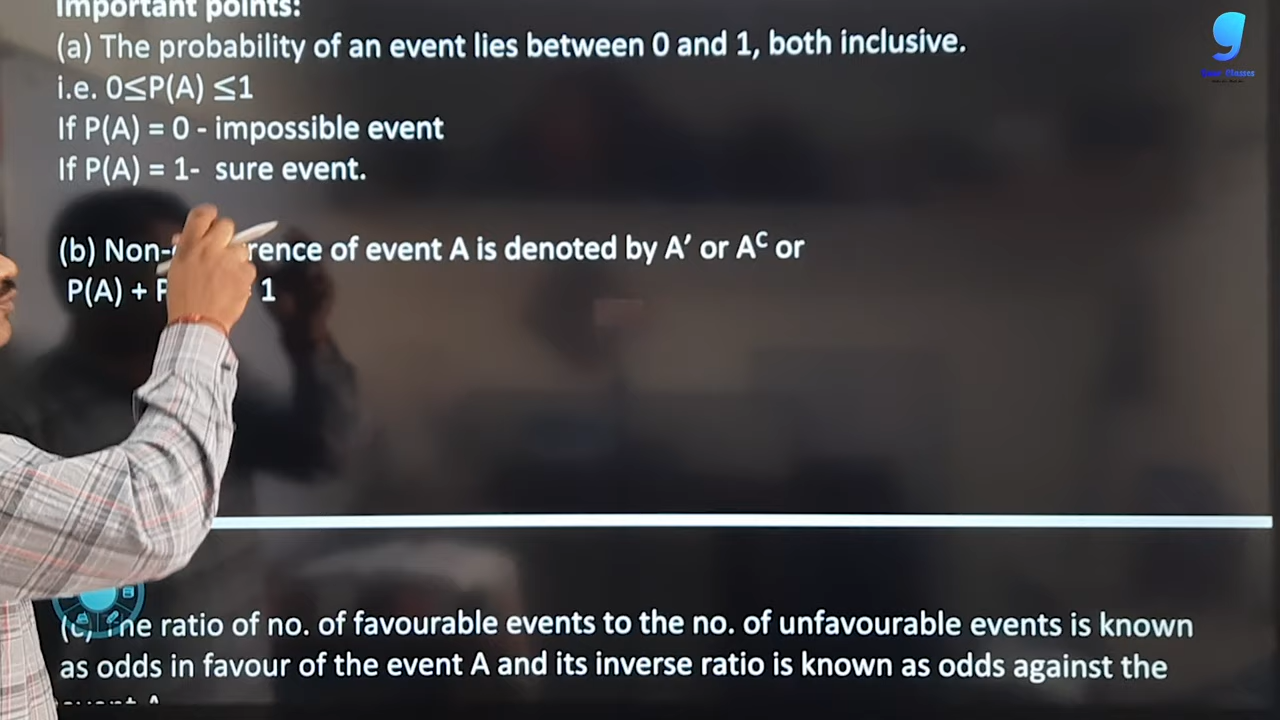 Important points:
(a) The probability of an event lies between 0 and 1, both inclusive.
i.e. 0≤P(A) ≤1
If P(A) = 0 - impossible event
If P(A) = 1- sure event.
(b) of event A is denoted by A′ or Aᶜ or
P(A) + 1
The ratio of no. of favourable events to the no. of unfavourable events is known
as odds in favour of the event A and its inverse ratio is known as odds against the